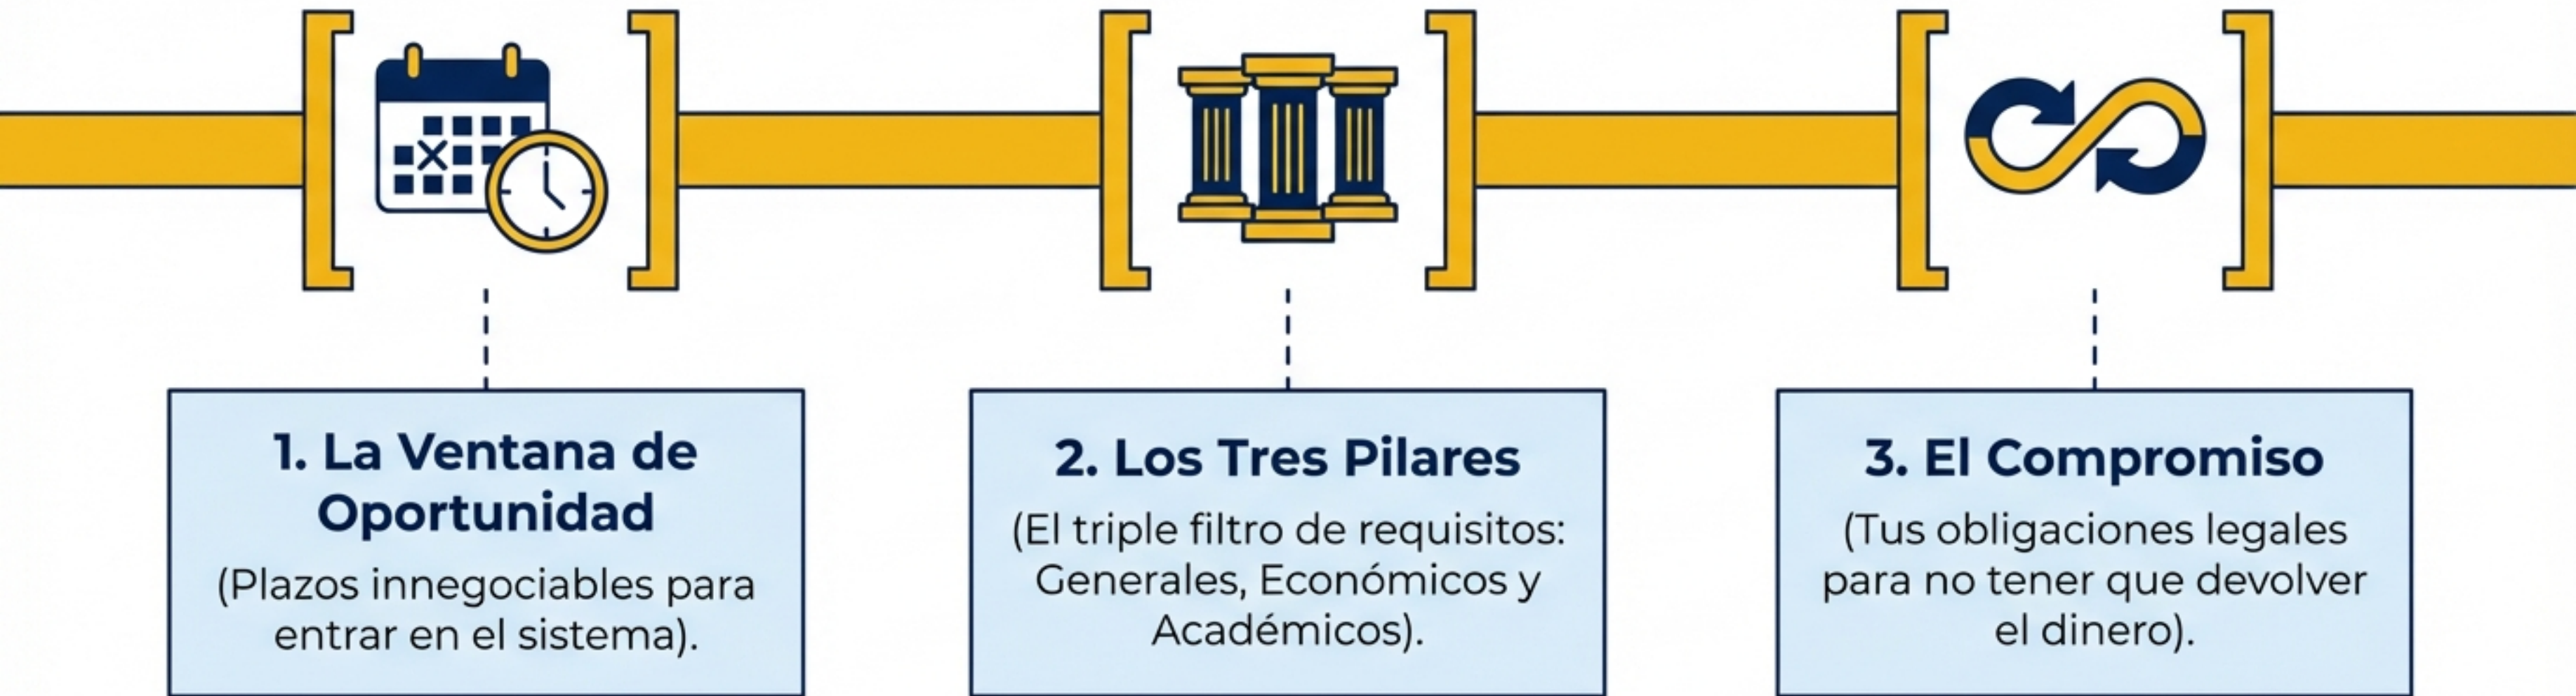 1. La Ventana de
Oportunidad
(Plazos innegociables para
entrar en el sistema).
2. Los Tres Pilares
(El triple filtro de requisitos:
Generales, Económicos y
Académicos).
3. El Compromiso
(Tus obligaciones legales
para no tener que devolver
el dinero).